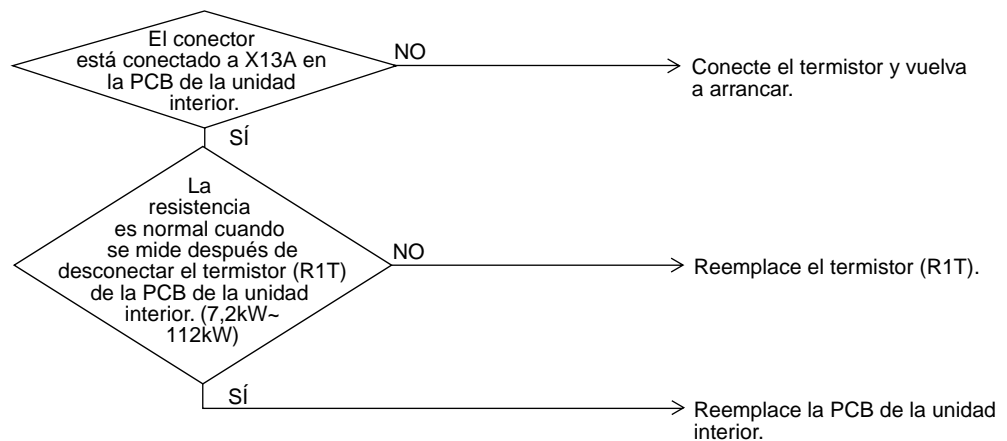 El conector
está conectado a X13A en
la PCB de la unidad
interior.
NO
Conecte el termistor y vuelva
a arrancar.
SÍ
La
resistencia
es normal cuando
se mide después de
desconectar el termistor (R1T)
de la PCB de la unidad
interior. (7,2kW~
112kW)
NO
Reemplace el termistor (R1T).
SÍ
Reemplace la PCB de la unidad
interior.